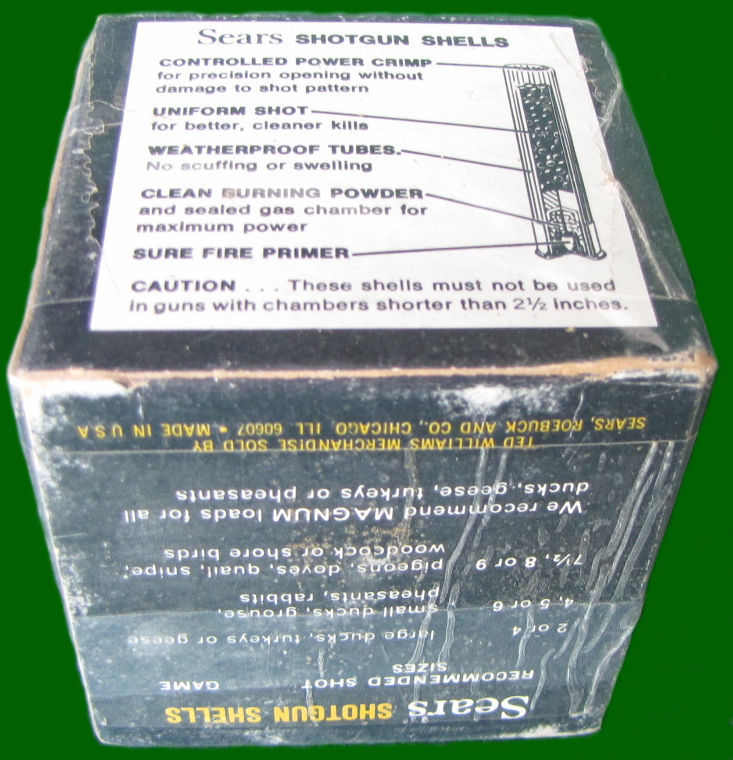 Sears SHOTGUN SHELLS
CONTROLLED POWER CRIMP
for precision opening without
damage to shot pattern
UNIFORM SHOT
for better, cleaner kills
WEATHERPROOF TUBES.
No scuffing or swelling
CLEAN BURNING POWDER
and sealed gas chamber for
maximum power
SURE FIRE PRIMER
CAUTION . . . These shells must not be used
in guns with chambers shorter than 2½ inches.
Sears SHOTGUN SHELLS
RECOMMENDED SHOT GAME
SIZES
2 or 4 large ducks, turkeys or geese
4, 5 or 6 small ducks, grouse,
pheasants, rabbits
7½, 8 or 9 pigeons, doves, quail, snipe,
woodcock or shore birds
We recommend MAGNUM loads for all
ducks, geese, turkeys or pheasants
TED WILLIAMS MERCHANDISE SOLD BY
SEARS, ROEBUCK AND CO., CHICAGO, ILL 60607 • MADE IN U S A